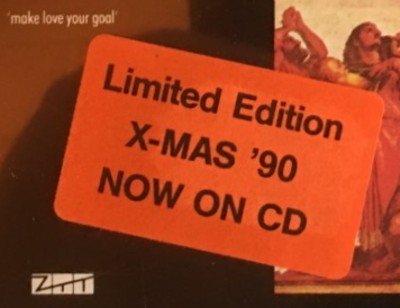 'make love your goal'
Limited Edition
X-MAS '90
NOW ON CD
ZTT